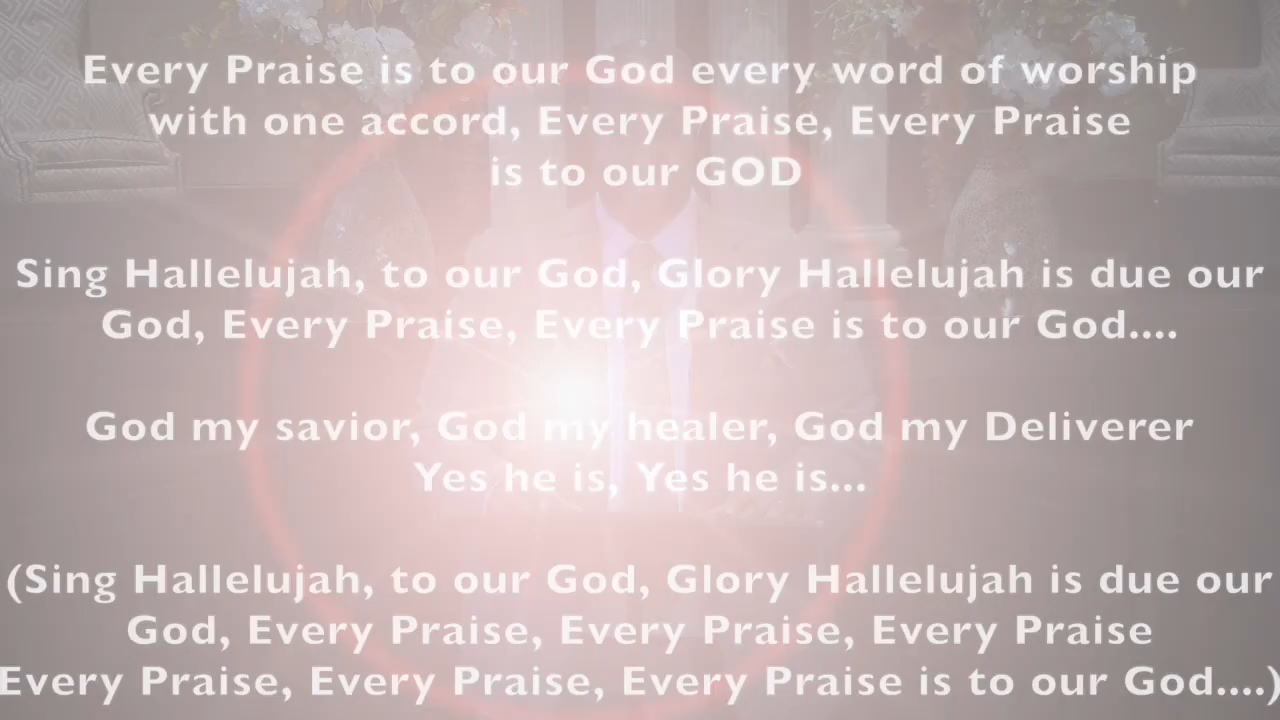 Every Praise is to our God every word of worship
with one accord, Every Praise, Every Praise
is to our GOD
Sing Hallelujah, to our God, Glory Hallelujah is due our
God, Every Praise, Every Praise is to our God....
God my savior, God my healer, God my Deliverer
Yes he is, Yes he is...
(Sing Hallelujah, to our God, Glory Hallelujah is due our
God, Every Praise, Every Praise, Every Praise
Every Praise, Every Praise, Every Praise is to our God....)